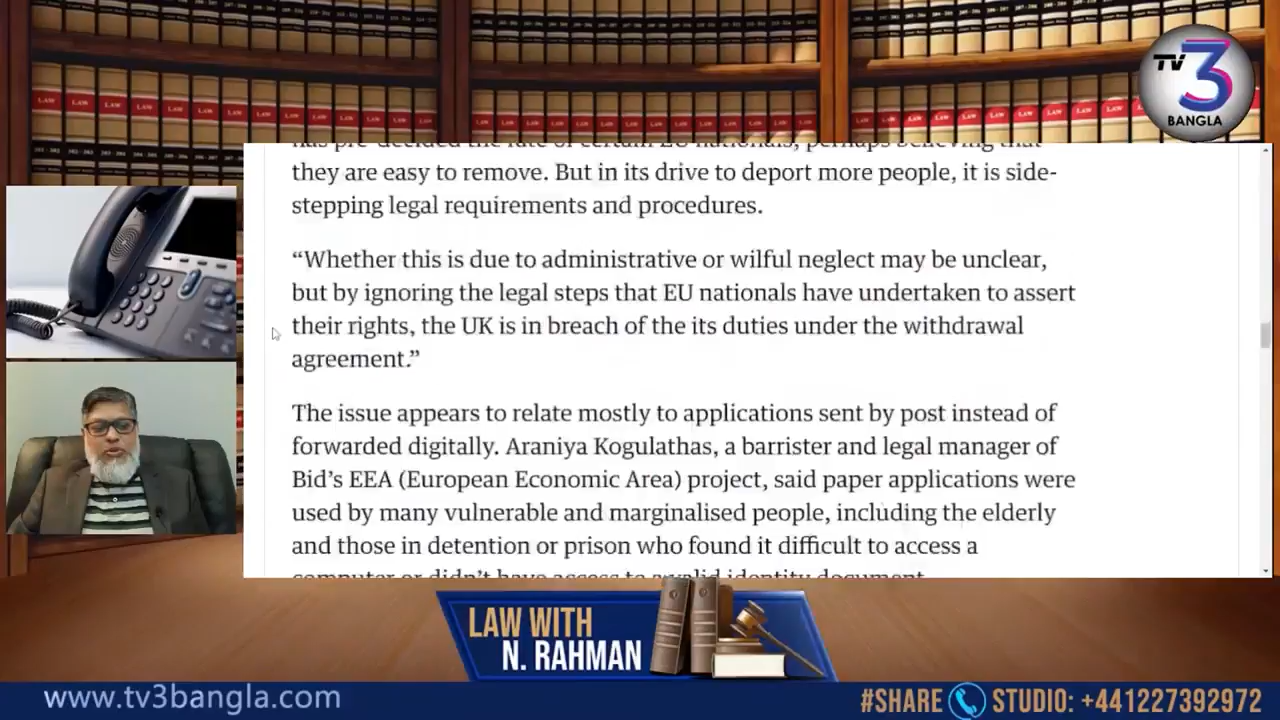 TV 3
BANGLA
they are easy to remove. But in its drive to deport more people, it is side-
stepping legal requirements and procedures.
“Whether this is due to administrative or wilful neglect may be unclear,
but by ignoring the legal steps that EU nationals have undertaken to assert
their rights, the UK is in breach of the its duties under the withdrawal
agreement.”
The issue appears to relate mostly to applications sent by post instead of
forwarded digitally. Araniya Kogulathas, a barrister and legal manager of
Bid’s EEA (European Economic Area) project, said paper applications were
used by many vulnerable and marginalised people, including the elderly
and those in detention or prison who found it difficult to access a
LAW WITH
N. RAHMAN
www.tv3bangla.com
#SHARE STUDIO: +441227392972